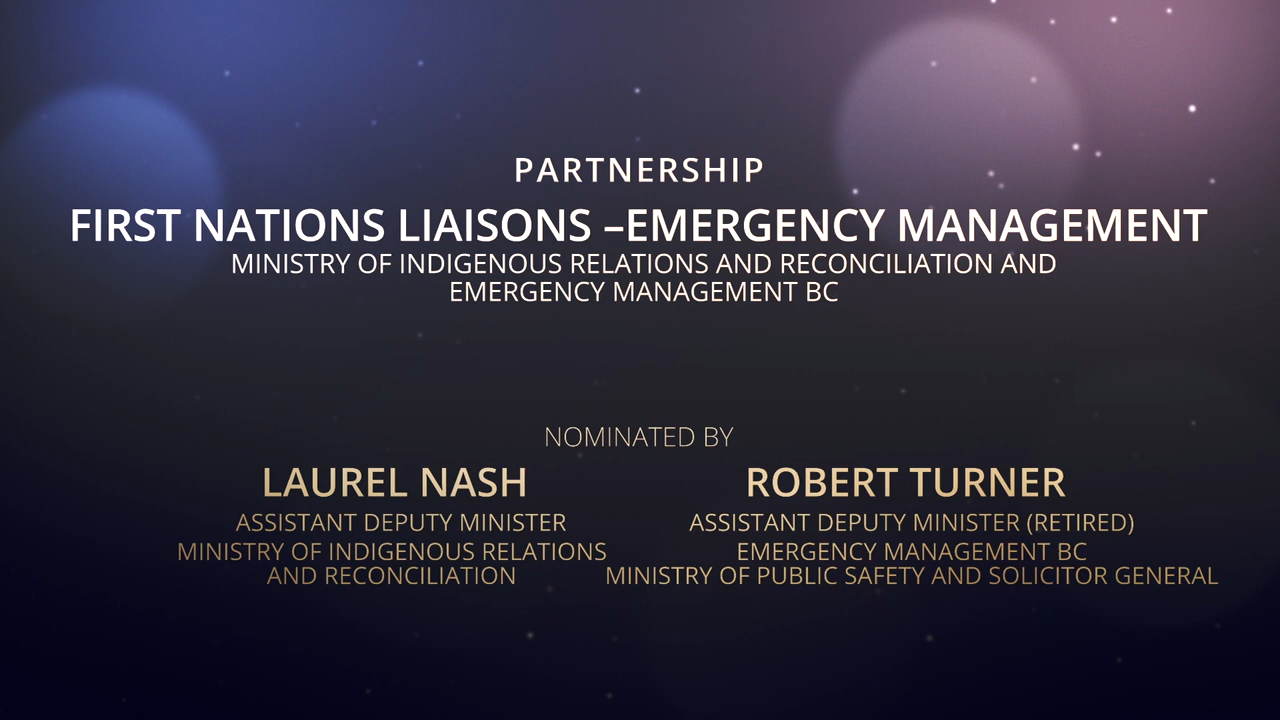 PARTNERSHIP
FIRST NATIONS LIAISONS –EMERGENCY MANAGEMENT
MINISTRY OF INDIGENOUS RELATIONS AND RECONCILIATION AND
EMERGENCY MANAGEMENT BC
NOMINATED BY
LAUREL NASH
ASSISTANT DEPUTY MINISTER
MINISTRY OF INDIGENOUS RELATIONS
AND RECONCILIATION
ROBERT TURNER
ASSISTANT DEPUTY MINISTER (RETIRED)
EMERGENCY MANAGEMENT BC
MINISTRY OF PUBLIC SAFETY AND SOLICITOR GENERAL